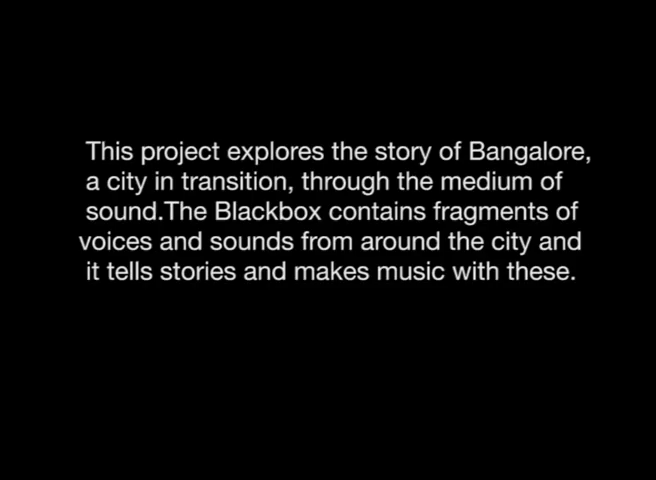 This project explores the story of Bangalore,
a city in transition, through the medium of
sound.The Blackbox contains fragments of
voices and sounds from around the city and
it tells stories and makes music with these.